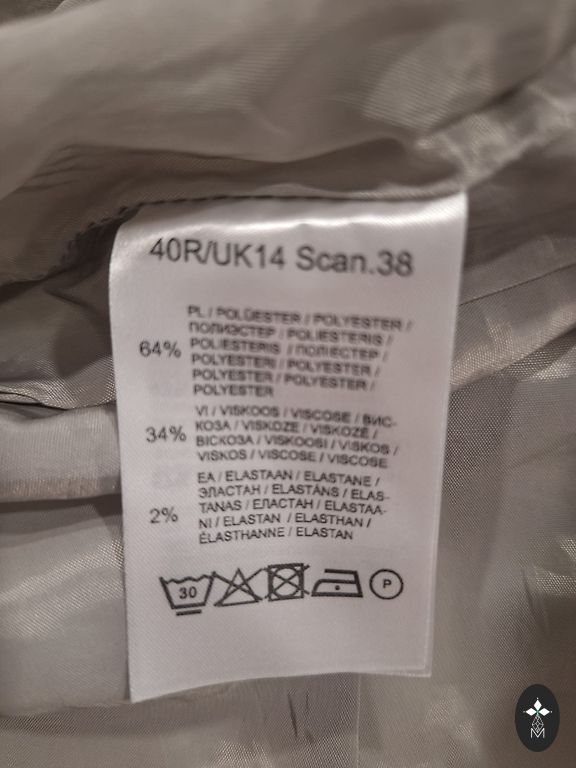 40R/UK14 Scan.38
64% PL / POLÜESTER / POLYESTER /
ПОЛИЭСТЕР / POLIESTERIS /
POLIESTERIS / ПОЛІЕСТЕР /
POLYESTERI / POLYESTER /
POLYESTER / POLYESTER /
POLYESTER
34% VI / VISKOOS / VISCOSE / ВИС-
КОЗА / VISKOZE / VISKOZĖ /
ВІСКОЗА / VISKOOSI / VISKOS /
VISKOS / VISCOSE / VISCOSE
2% EA / ELASTAAN / ELASTANE /
ЭЛАСТАН / ELASTĀNS / ELAS-
TANAS / ЕЛАСТАН / ELASTAA-
NI / ELASTAN / ELASTHAN /
ÉLASTHANNE / ELASTAN
30 P
M